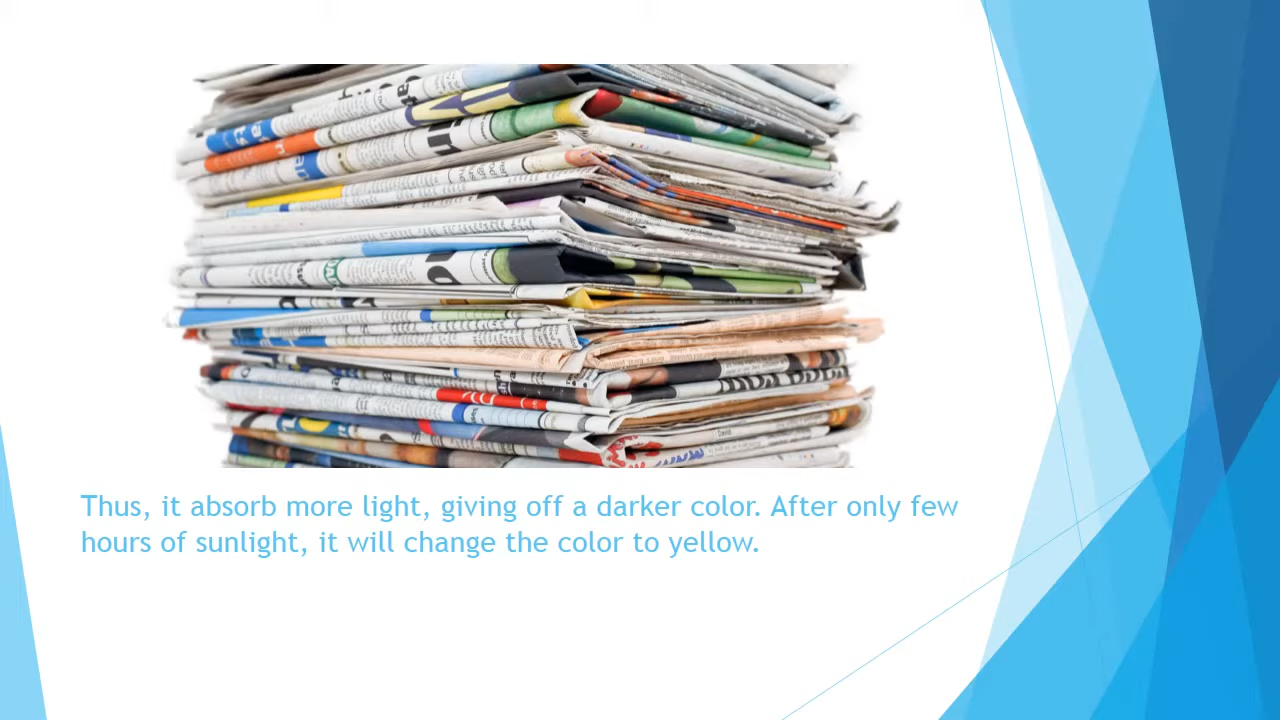 Thus, it absorb more light, giving off a darker color. After only few
hours of sunlight, it will change the color to yellow.